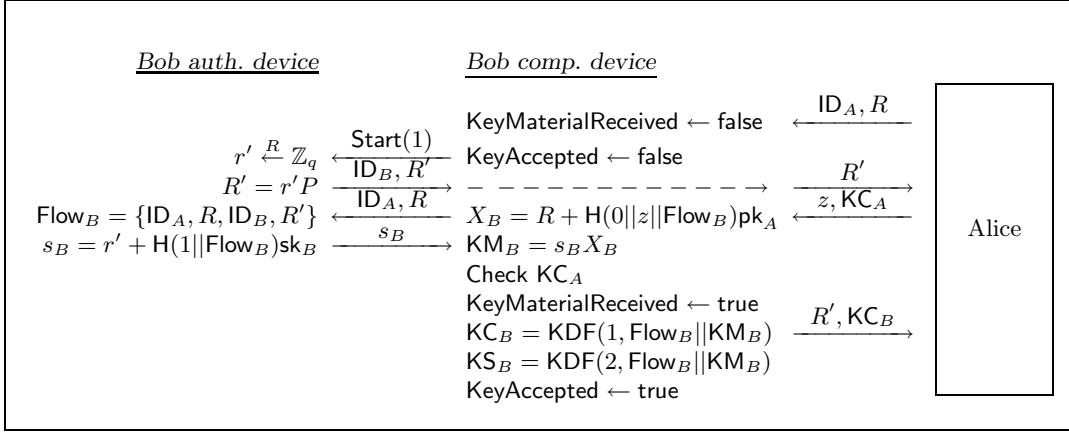 Bob auth. device Bob comp. device
ID_A, R
KeyMaterialReceived ← false
Start(1)
r' ←^R ℤ_q KeyAccepted ← false
ID_B, R' R'
R' = r'P
ID_A, R z, KC_A
Flow_B = {ID_A, R, ID_B, R'} X_B = R + H(0||z||Flow_B)pk_A
s_B Alice
s_B = r' + H(1||Flow_B)sk_B KM_B = s_B X_B
Check KC_A
KeyMaterialReceived ← true
R', KC_B
KC_B = KDF(1, Flow_B||KM_B)
KS_B = KDF(2, Flow_B||KM_B)
KeyAccepted ← true